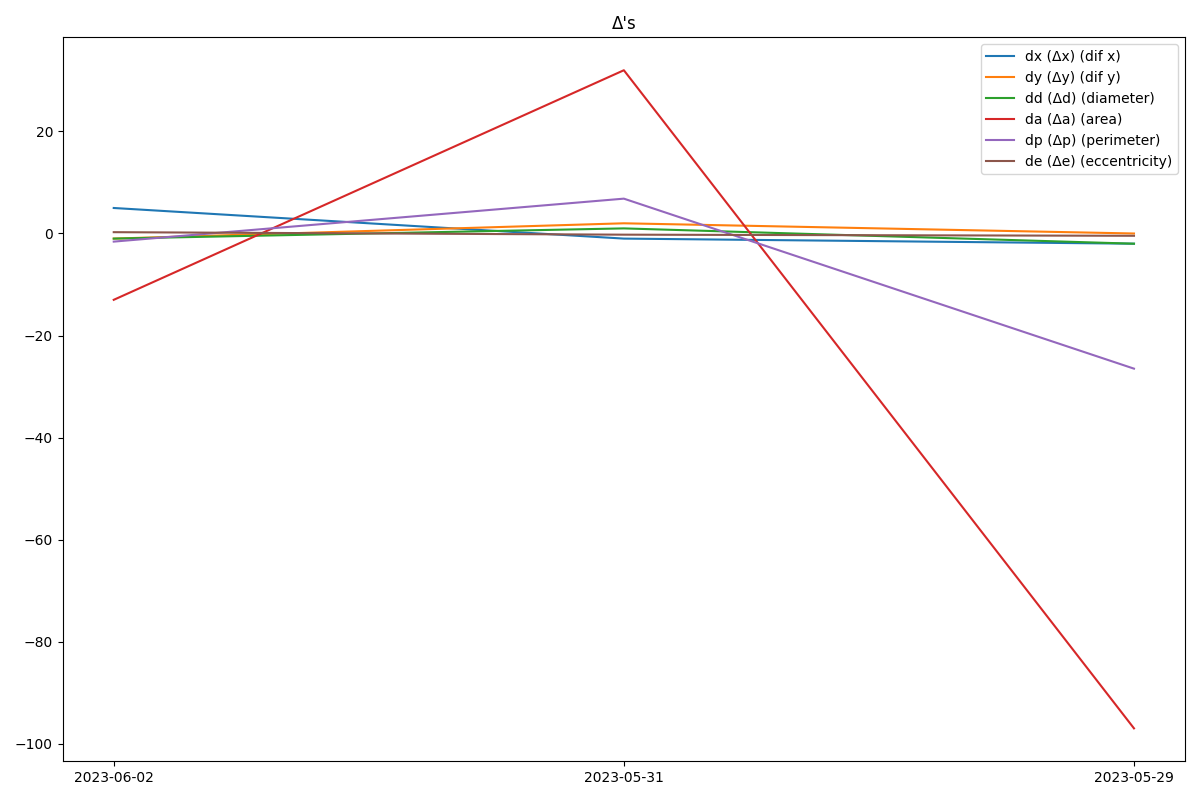 Δ's
dx (Δx) (dif x)
dy (Δy) (dif y)
dd (Δd) (diameter)
da (Δa) (area)
dp (Δp) (perimeter)
de (Δe) (eccentricity)
20
0
−20
−40
−60
−80
−100
2023-06-02
2023-05-31
2023-05-29